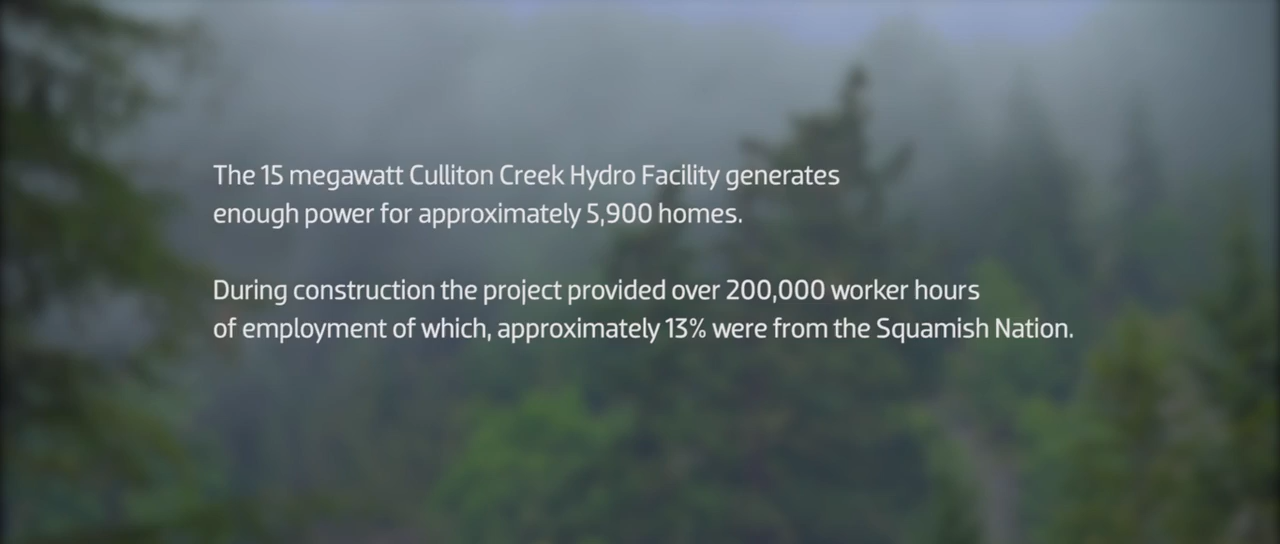 The 15 megawatt Culliton Creek Hydro Facility generates
enough power for approximately 5,900 homes.
During construction the project provided over 200,000 worker hours
of employment of which, approximately 13% were from the Squamish Nation.